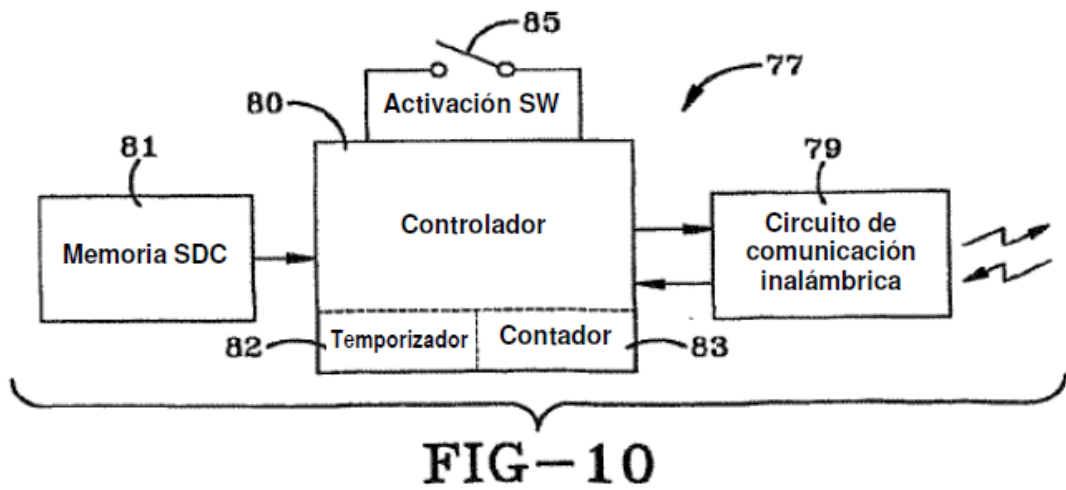 85
Activación SW
77
80
81
79
Memoria SDC
Controlador
Circuito de
comunicación
inalámbrica
82
Temporizador
Contador
83
FIG-10